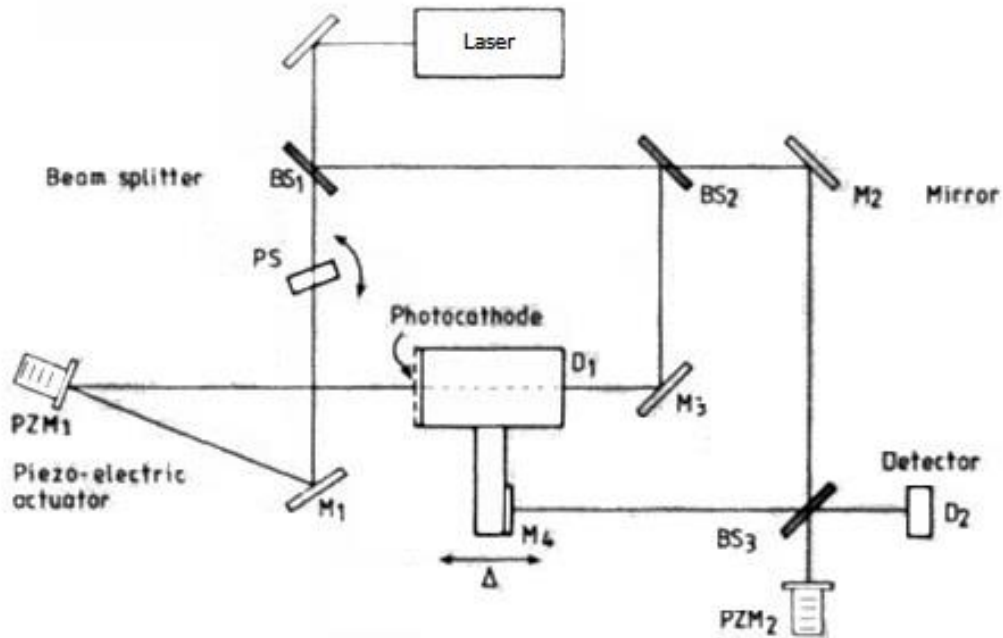 Laser
Beam splitter
BS1
BS2
M2
Mirror
PS
Photocathode
D1
PZM1
M3
Piezo-electric
actuator
M1
Detector
M4
BS3
D2
Δ
PZM2